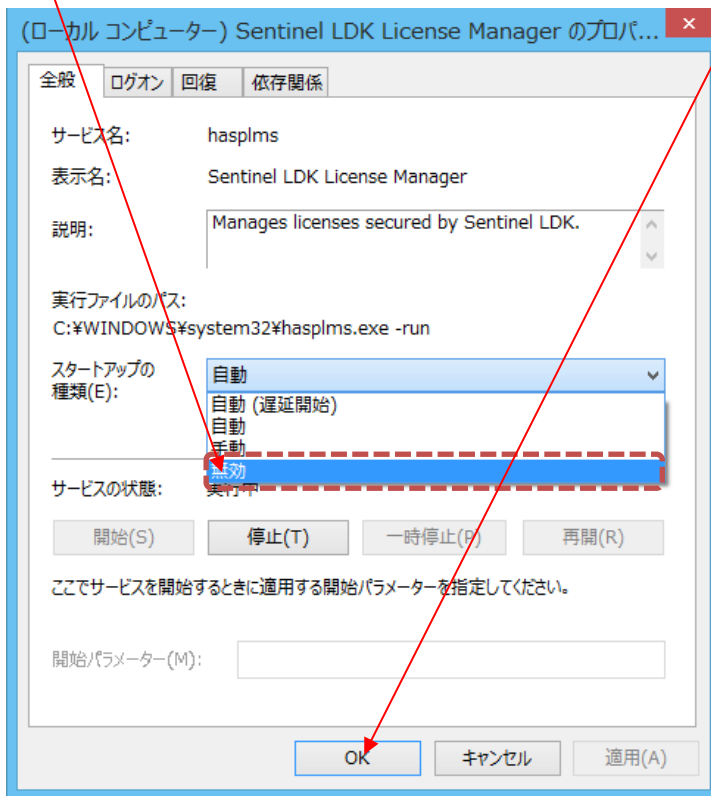 (ローカル コンピューター) Sentinel LDK License Manager のプロパ...
全般 ログオン 回復 依存関係
サービス名: hasplms
表示名: Sentinel LDK License Manager
説明: Manages licenses secured by Sentinel LDK.
実行ファイルのパス:
C:¥WINDOWS¥system32¥hasplms.exe -run
スタートアップの
種類(E): 自動
自動 (遅延開始)
自動
手動
無効
サービスの状態: 実行中
開始(S) 停止(T) 一時停止(P) 再開(R)
ここでサービスを開始するときに適用する開始パラメーターを指定してください。
開始パラメーター(M):
OK キャンセル 適用(A)